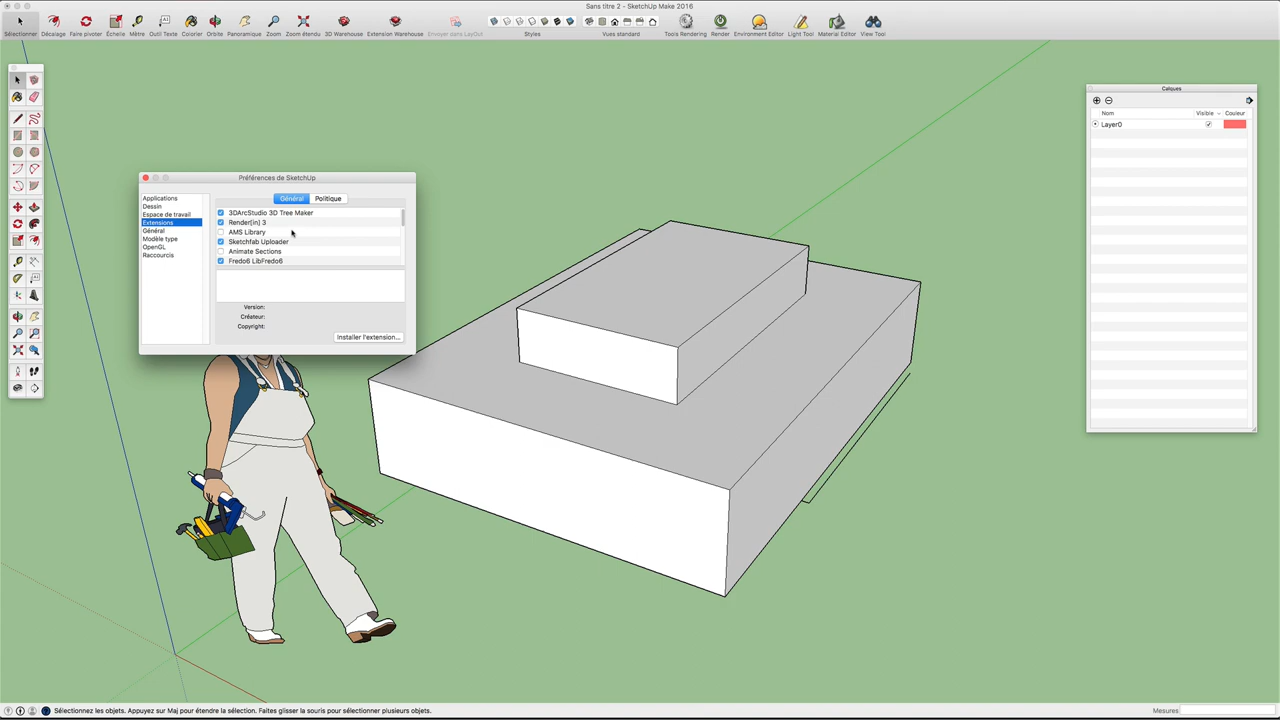 Sans titre 2 - SketchUp Make 2016
Sélectionner Décalage Faire pivoter Échelle Mètre Outil Texte Colorier Orbite Panoramique Zoom Zoom étendu 3D Warehouse Extension Warehouse Envoyer dans LayOut Styles Vues standard Tools Rendering Render Environment Editor Light Tool Material Editor View Tool
Calques
Nom Visible Couleur
Layer0
Préférences de SketchUp
Applications
Dessin
Espace de travail
Extensions
Général
Modèle type
OpenGL
Raccourcis
Général Politique
3DArcStudio 3D Tree Maker
Render[in] 3
AMS Library
Sketchfab Uploader
Animate Sections
Fredo6 LibFredo6
Version:
Créateur:
Copyright:
Installer l'extension...
Sélectionnez les objets. Appuyez sur Maj pour étendre la sélection. Faites glisser la souris pour sélectionner plusieurs objets.
Mesures